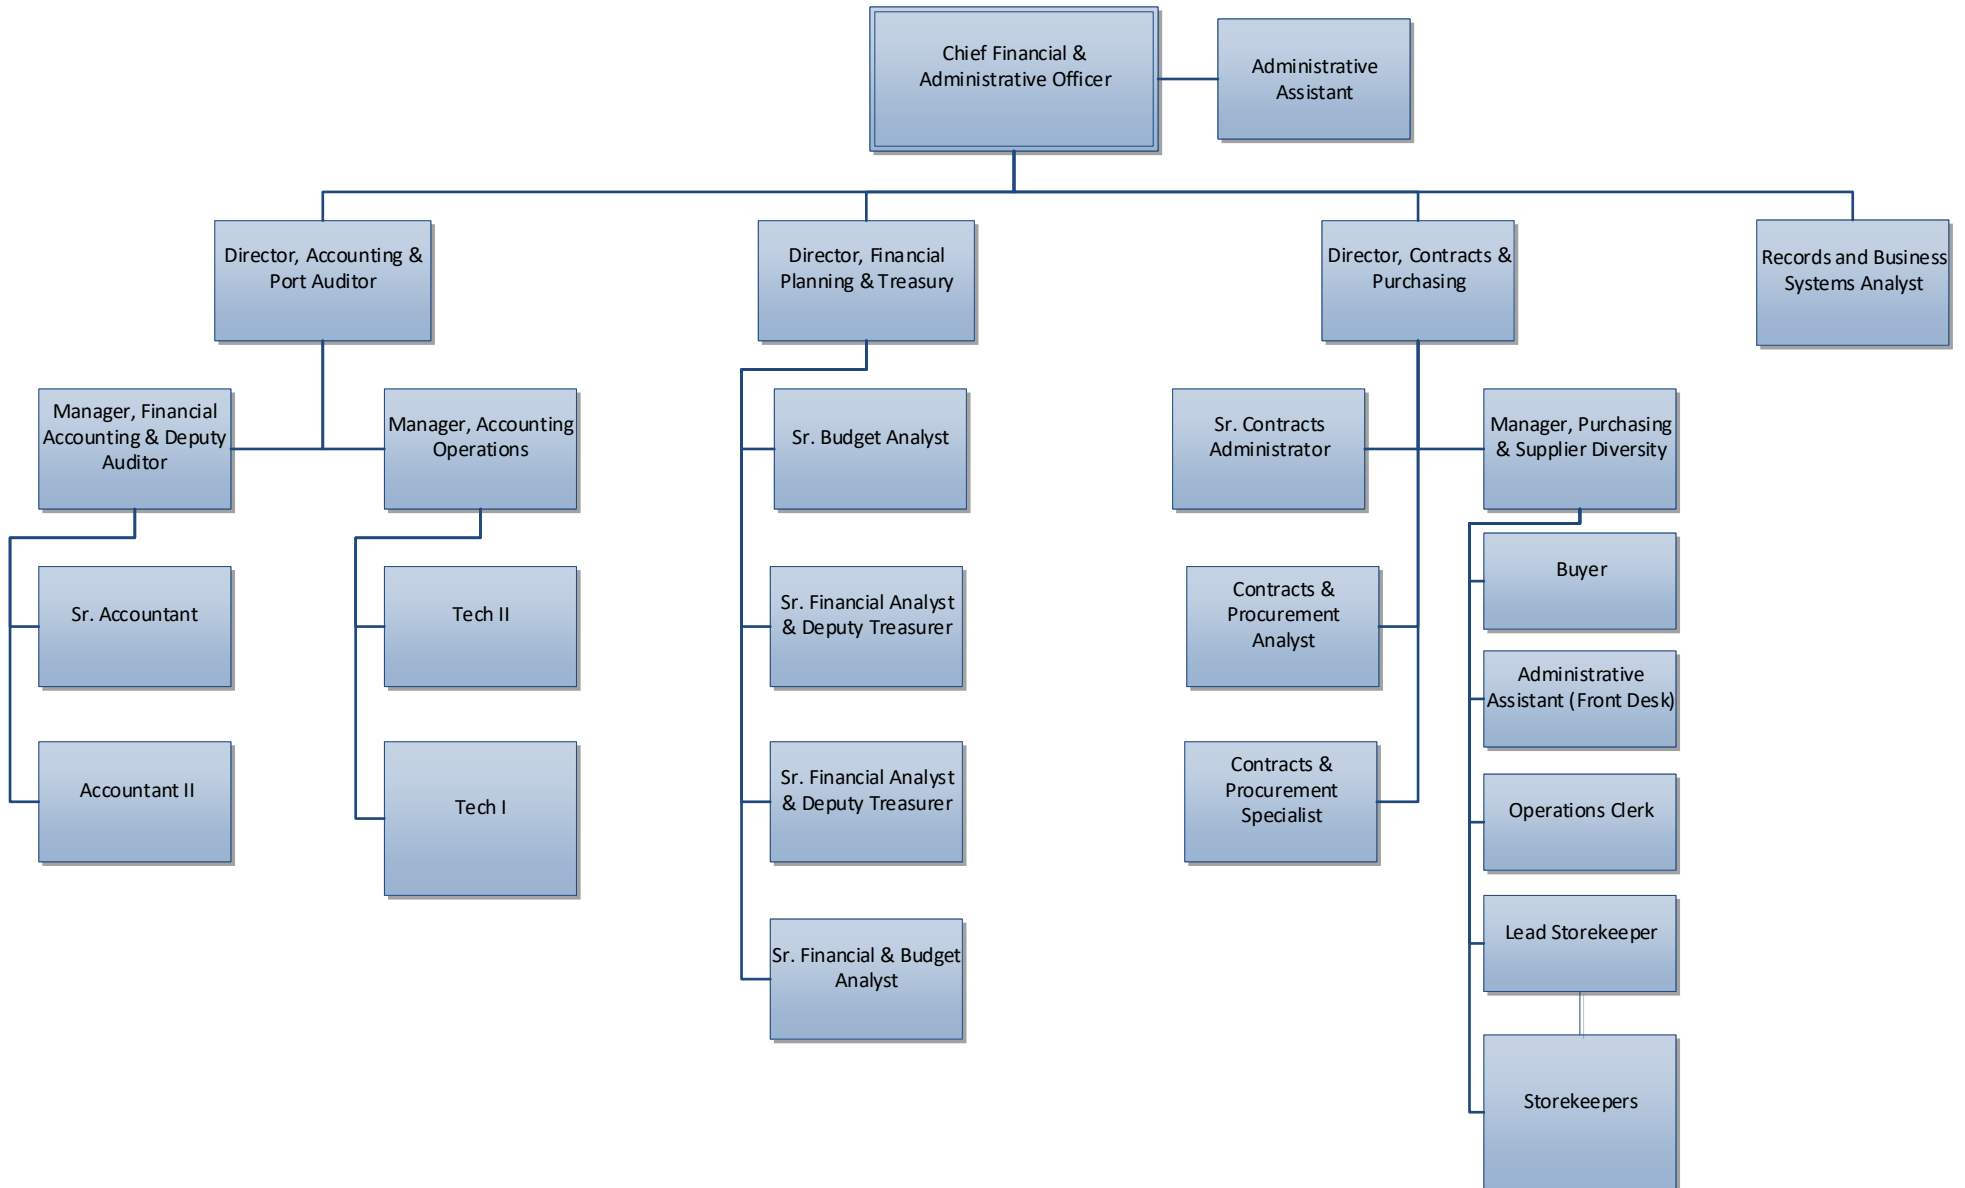 Chief Financial &
Administrative Officer
Administrative
Assistant
Director, Accounting &
Port Auditor
Director, Financial
Planning & Treasury
Director, Contracts &
Purchasing
Records and Business
Systems Analyst
Manager, Financial
Accounting & Deputy
Auditor
Manager, Accounting
Operations
Sr. Budget Analyst
Sr. Contracts
Administrator
Manager, Purchasing
& Supplier Diversity
Sr. Accountant
Tech II
Sr. Financial Analyst
& Deputy Treasurer
Contracts &
Procurement
Analyst
Buyer
Administrative
Assistant (Front Desk)
Accountant II
Tech I
Sr. Financial Analyst
& Deputy Treasurer
Contracts &
Procurement
Specialist
Operations Clerk
Sr. Financial & Budget
Analyst
Lead Storekeeper
Storekeepers